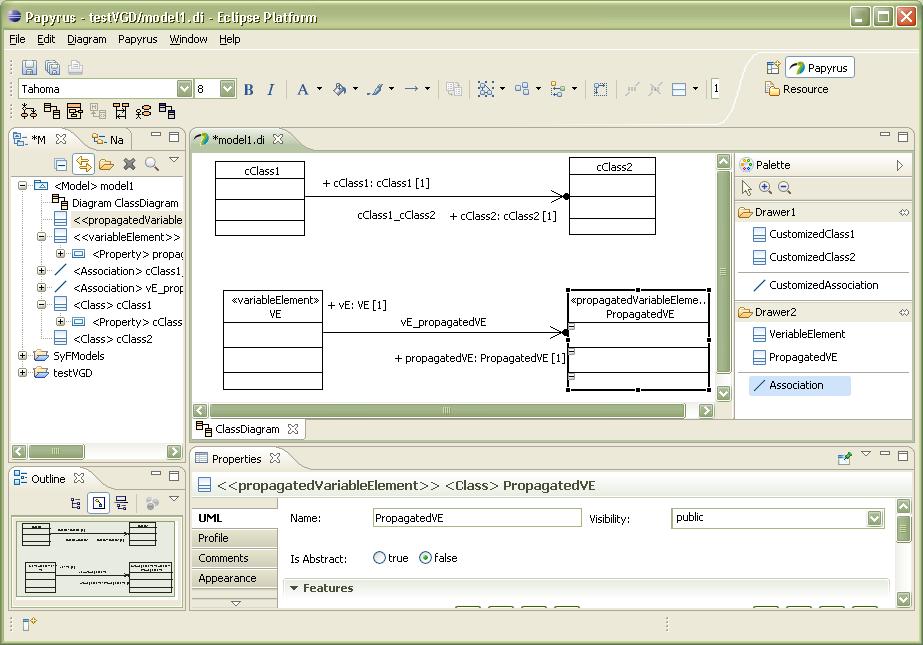 Papyrus - testVGD/model1.di - Eclipse Platform
File Edit Diagram Papyrus Window Help
Papyrus
Resource
Tahoma 8 B I A 1
*M Na
<Model> model1
Diagram ClassDiagram
<<propagatedVariable
<<variableElement>>
<Property> propag
<Association> cClass1_
<Association> vE_prop
<Class> cClass1
<Property> cClass
<Class> cClass2
SyFModels
testVGD
*model1.di
cClass1
+ cClass1: cClass1 [1]
cClass1_cClass2
+ cClass2: cClass2 [1]
cClass2
«variableElement»
VE
+ vE: VE [1]
vE_propagatedVE
+ propagatedVE: PropagatedVE [1]
«propagatedVariableEleme..
PropagatedVE
ClassDiagram
Palette
Drawer1
CustomizedClass1
CustomizedClass2
CustomizedAssociation
Drawer2
VeriableElement
PropagatedVE
Association
Outline
Properties
<<propagatedVariableElement>> <Class> PropagatedVE
UML
Profile
Comments
Appearance
Name: PropagatedVE Visibility: public
Is Abstract: true false
Features